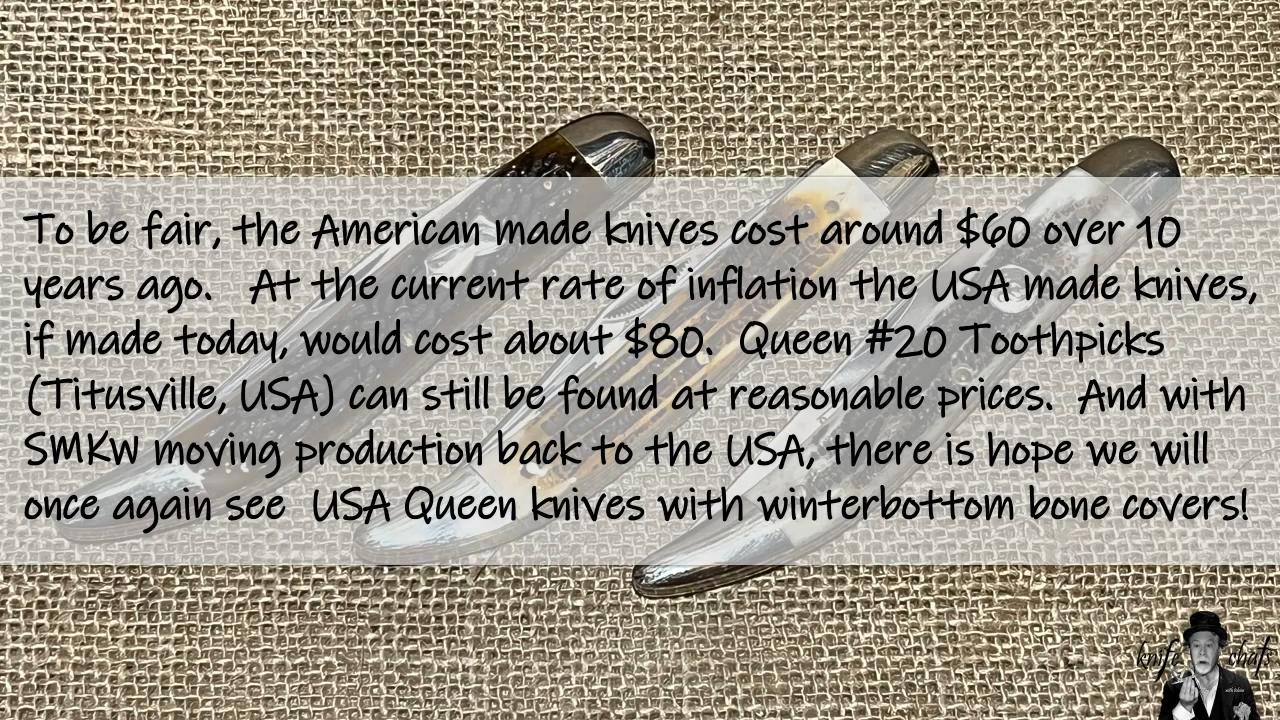 To be fair, the American made knives cost around $60 over 10
years ago. At the current rate of inflation the USA made knives,
if made today, would cost about $80. Queen #20 Toothpicks
(Titusville, USA) can still be found at reasonable prices. And with
SMKW moving production back to the USA, there is hope we will
once again see USA Queen knives with winterbottom bone covers!
knife chats